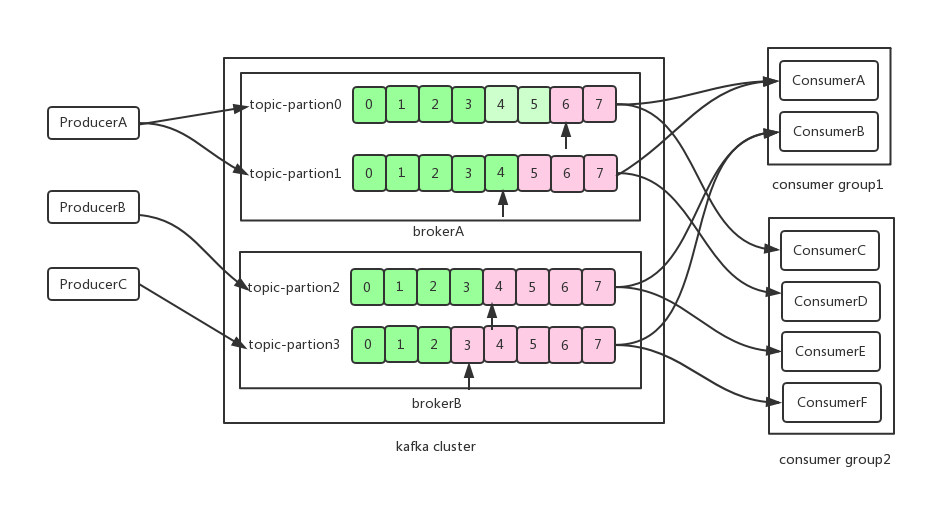 ProducerA
ProducerB
ProducerC
topic-partion0 0 1 2 3 4 5 6 7
topic-partion1 0 1 2 3 4 5 6 7
brokerA
topic-partion2 0 1 2 3 4 5 6 7
topic-partion3 0 1 2 3 4 5 6 7
brokerB
kafka cluster
ConsumerA
ConsumerB
consumer group1
ConsumerC
ConsumerD
ConsumerE
ConsumerF
consumer group2